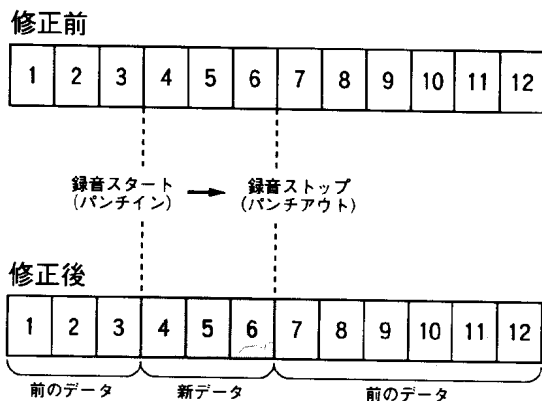 修正前
1 2 3 4 5 6 7 8 9 10 11 12
録音スタート
(パンチイン)
録音ストップ
(パンチアウト)
修正後
1 2 3 4 5 6 7 8 9 10 11 12
前のデータ 新データ 前のデータ